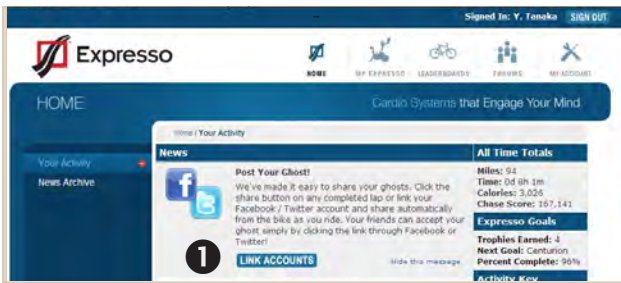 Signed In: Y. Tanaka SIGN OUT
Expresso
HOME MY EXPRESSO LEADERBOARDS FORUMS MY ACCOUNT
HOME
Cardio Systems that Engage Your Mind
Home / Your Activity
Your Activity
News Archive
News
Post Your Ghost!
We've made it easy to share your ghosts. Click the
share button on any completed lap or link your
Facebook / Twitter account and share automatically
from the bike as you ride. Your friends can accept your
ghost simply by clicking the link through Facebook or
Twitter!
1
LINK ACCOUNTS
Hide this message
All Time Totals
Miles: 94
Time: 0d 8h 1m
Calories: 3,026
Chase Score: 167,141
Expresso Goals
Trophies Earned: 4
Next Goal: Centurion
Percent Complete: 96%
Activity Key